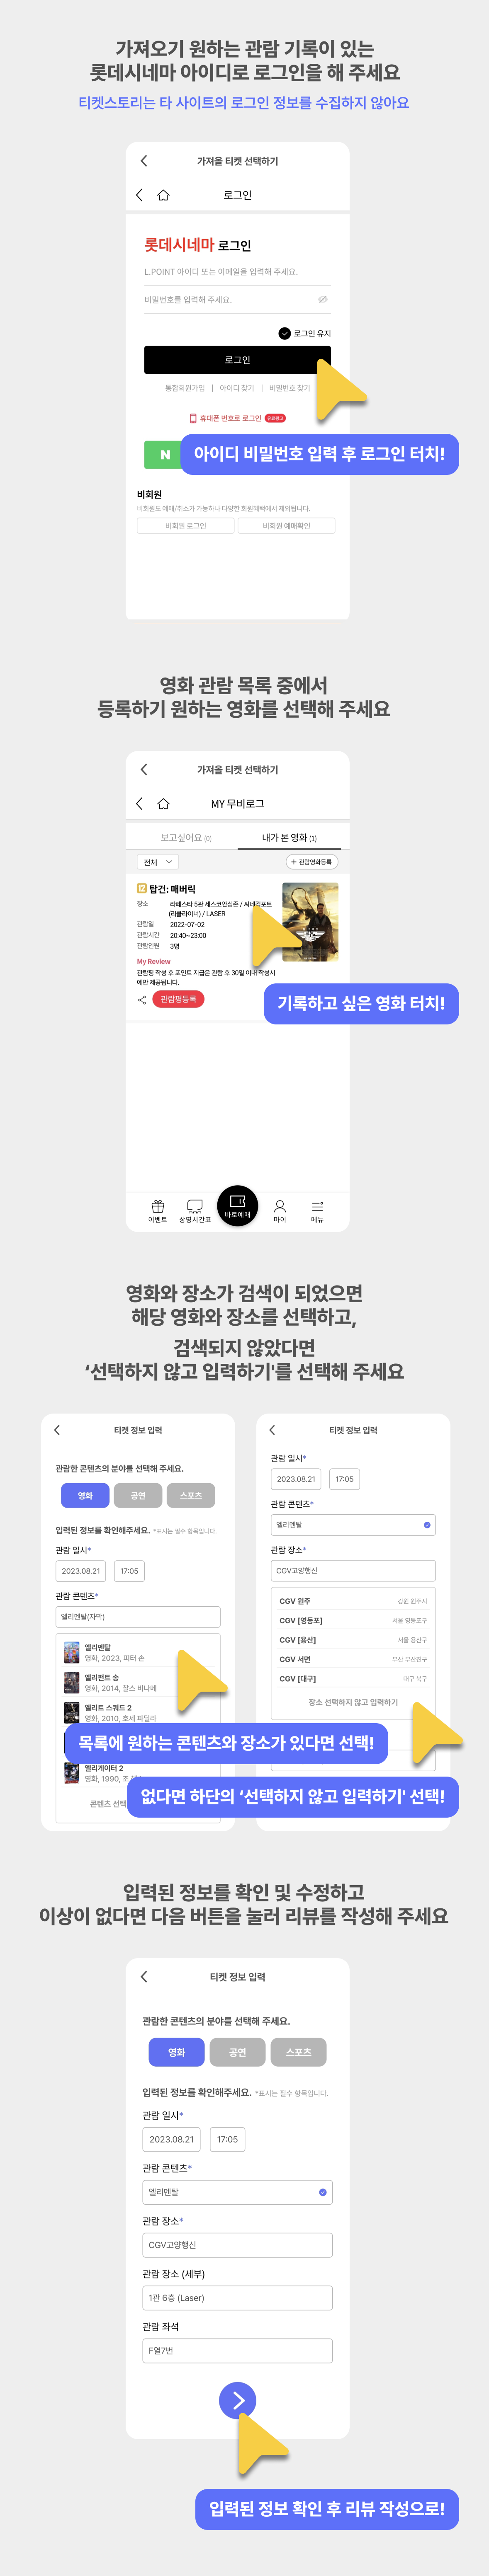 가져오기 원하는 관람 기록이 있는
롯데시네마 아이디로 로그인을 해 주세요
티켓스토리는 타 사이트의 로그인 정보를 수집하지 않아요
가져올 티켓 선택하기
로그인
롯데시네마 로그인
L.POINT 아이디 또는 이메일을 입력해 주세요.
비밀번호를 입력해 주세요.
로그인 유지
로그인
통합회원가입 | 아이디 찾기 | 비밀번호 찾기
휴대폰 번호로 로그인
N
아이디 비밀번호 입력 후 로그인 터치!
비회원
비회원도 예매/취소가 가능하나 다양한 회원혜택에서 제외됩니다.
비회원 로그인
비회원 예매확인
영화 관람 목록 중에서
등록하기 원하는 영화를 선택해 주세요
가져올 티켓 선택하기
MY 무비로그
보고싶어요 (0)
내가 본 영화 (1)
전체
+ 관람영화등록
12 탑건: 매버릭
장소 라페스타 5관 세스코안심존 / 씨네컴포트
(리클라이너) / LASER
관람일 2022-07-02
관람시간 20:40~23:00
관람인원 3명
탑건
My Review
관람평 작성 후 포인트 지급은 관람 후 30일 이내 작성시
에만 제공됩니다.
관람평등록
기록하고 싶은 영화 터치!
이벤트
상영시간표
바로예매
마이
메뉴
영화와 장소가 검색이 되었으면
해당 영화와 장소를 선택하고,
검색되지 않았다면
‘선택하지 않고 입력하기'를 선택해 주세요
티켓 정보 입력
관람한 콘텐츠의 분야를 선택해 주세요.
영화
공연
스포츠
입력된 정보를 확인해주세요. *표시는 필수 항목입니다.
관람 일시*
2023.08.21
17:05
관람 콘텐츠*
엘리멘탈(자막)
엘리멘탈
영화, 2023, 피터 손
엘리펀트 송
영화, 2014, 찰스 비나메
엘리트 스쿼드 2
영화, 2010, 호세 파딜라
엘리게이터 2
영화, 1990, 조
콘텐츠 선택
티켓 정보 입력
관람 일시*
2023.08.21
17:05
관람 콘텐츠*
엘리멘탈
관람 장소*
CGV고양행신
CGV 원주 강원 원주시
CGV [영등포] 서울 영등포구
CGV [용산] 서울 용산구
CGV 서면 부산 부산진구
CGV [대구] 대구 북구
장소 선택하지 않고 입력하기
목록에 원하는 콘텐츠와 장소가 있다면 선택!
없다면 하단의 ‘선택하지 않고 입력하기' 선택!
입력된 정보를 확인 및 수정하고
이상이 없다면 다음 버튼을 눌러 리뷰를 작성해 주세요
티켓 정보 입력
관람한 콘텐츠의 분야를 선택해 주세요.
영화
공연
스포츠
입력된 정보를 확인해주세요. *표시는 필수 항목입니다.
관람 일시*
2023.08.21
17:05
관람 콘텐츠*
엘리멘탈
관람 장소*
CGV고양행신
관람 장소 (세부)
1관 6층 (Laser)
관람 좌석
F열7번
입력된 정보 확인 후 리뷰 작성으로!